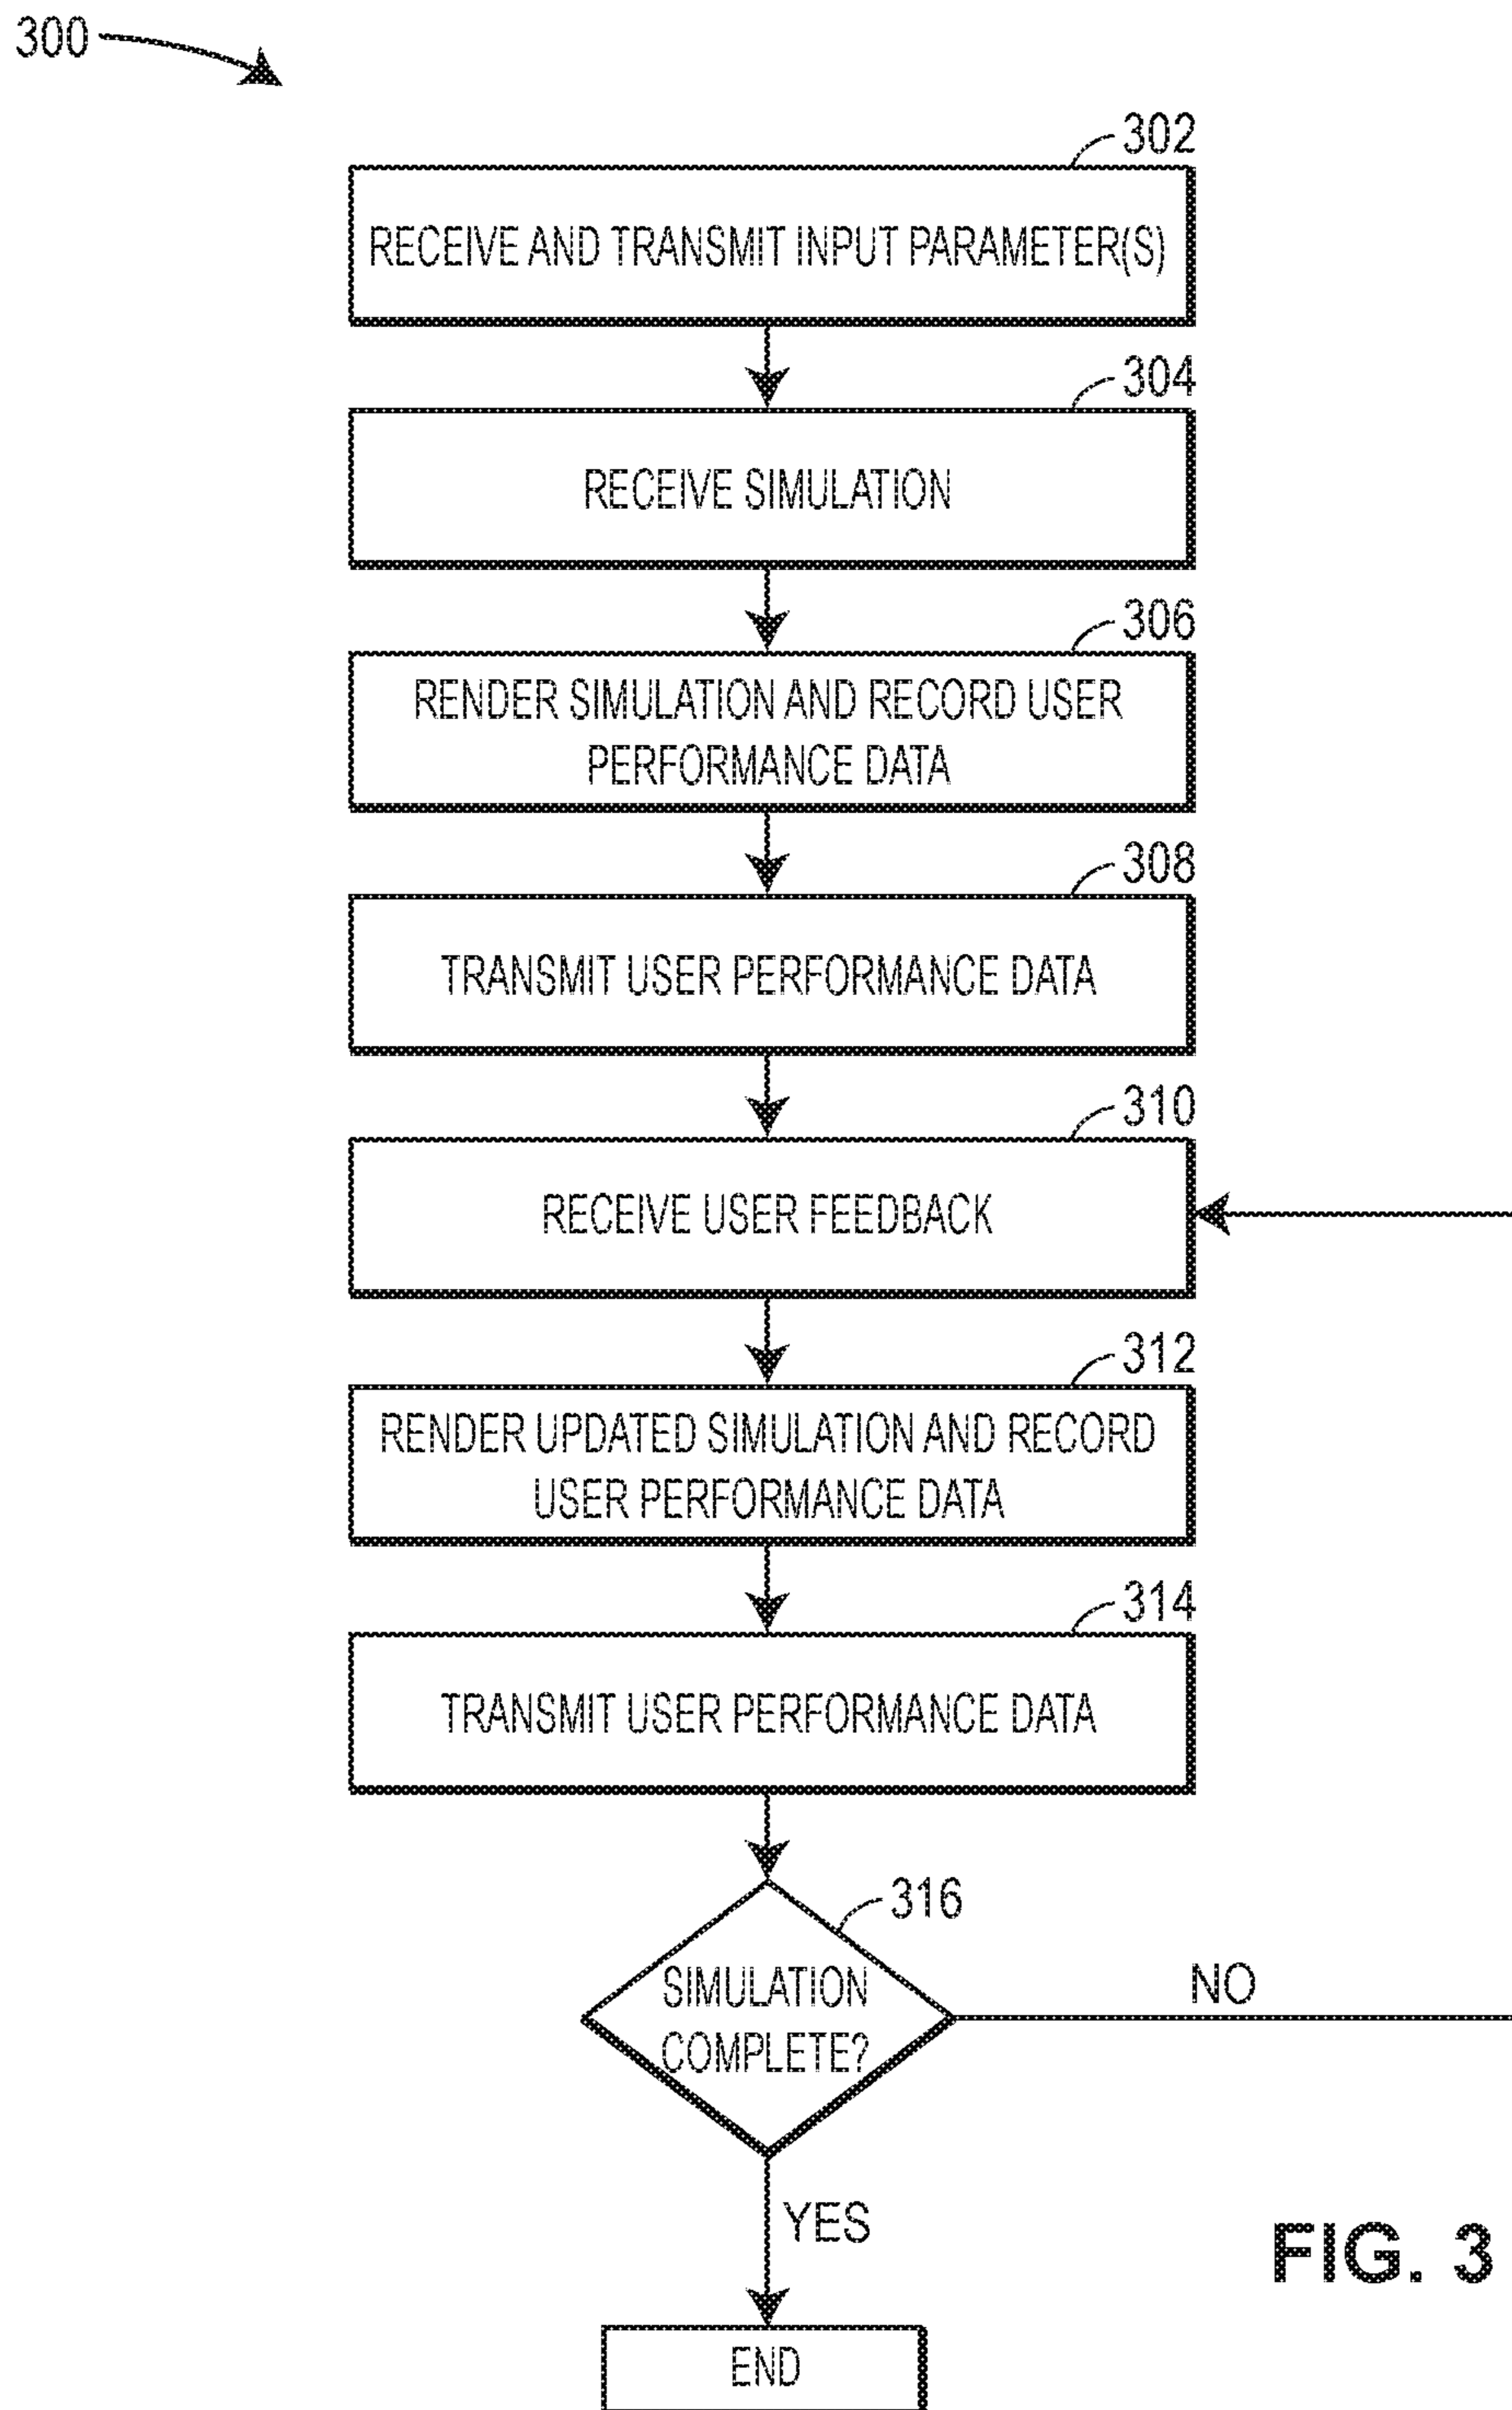 300
302
RECEIVE AND TRANSMIT INPUT PARAMETER(S)
304
RECEIVE SIMULATION
306
RENDER SIMULATION AND RECORD USER
PERFORMANCE DATA
308
TRANSMIT USER PERFORMANCE DATA
310
RECEIVE USER FEEDBACK
312
RENDER UPDATED SIMULATION AND RECORD
USER PERFORMANCE DATA
314
TRANSMIT USER PERFORMANCE DATA
316
SIMULATION
COMPLETE?
NO
YES
FIG. 3
END